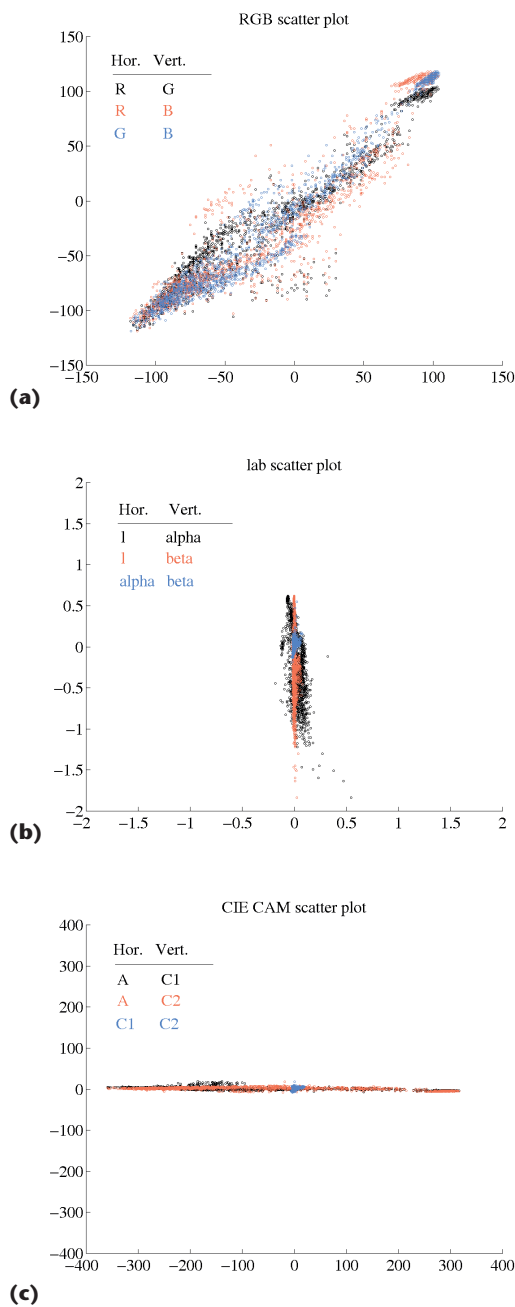 RGB scatter plot
150
100
50
0
−50
−100
−150
Hor. Vert.
R G
R B
G B
−150 −100 −50 0 50 100 150
(a)
lab scatter plot
2
1.5
1
0.5
0
−0.5
−1
−1.5
−2
Hor. Vert.
l alpha
l beta
alpha beta
−2 −1.5 −1 −0.5 0 0.5 1 1.5 2
(b)
CIE CAM scatter plot
400
300
200
100
0
−100
−200
−300
−400
Hor. Vert.
A C1
A C2
C1 C2
−400 −300 −200 −100 0 100 200 300 400
(c)